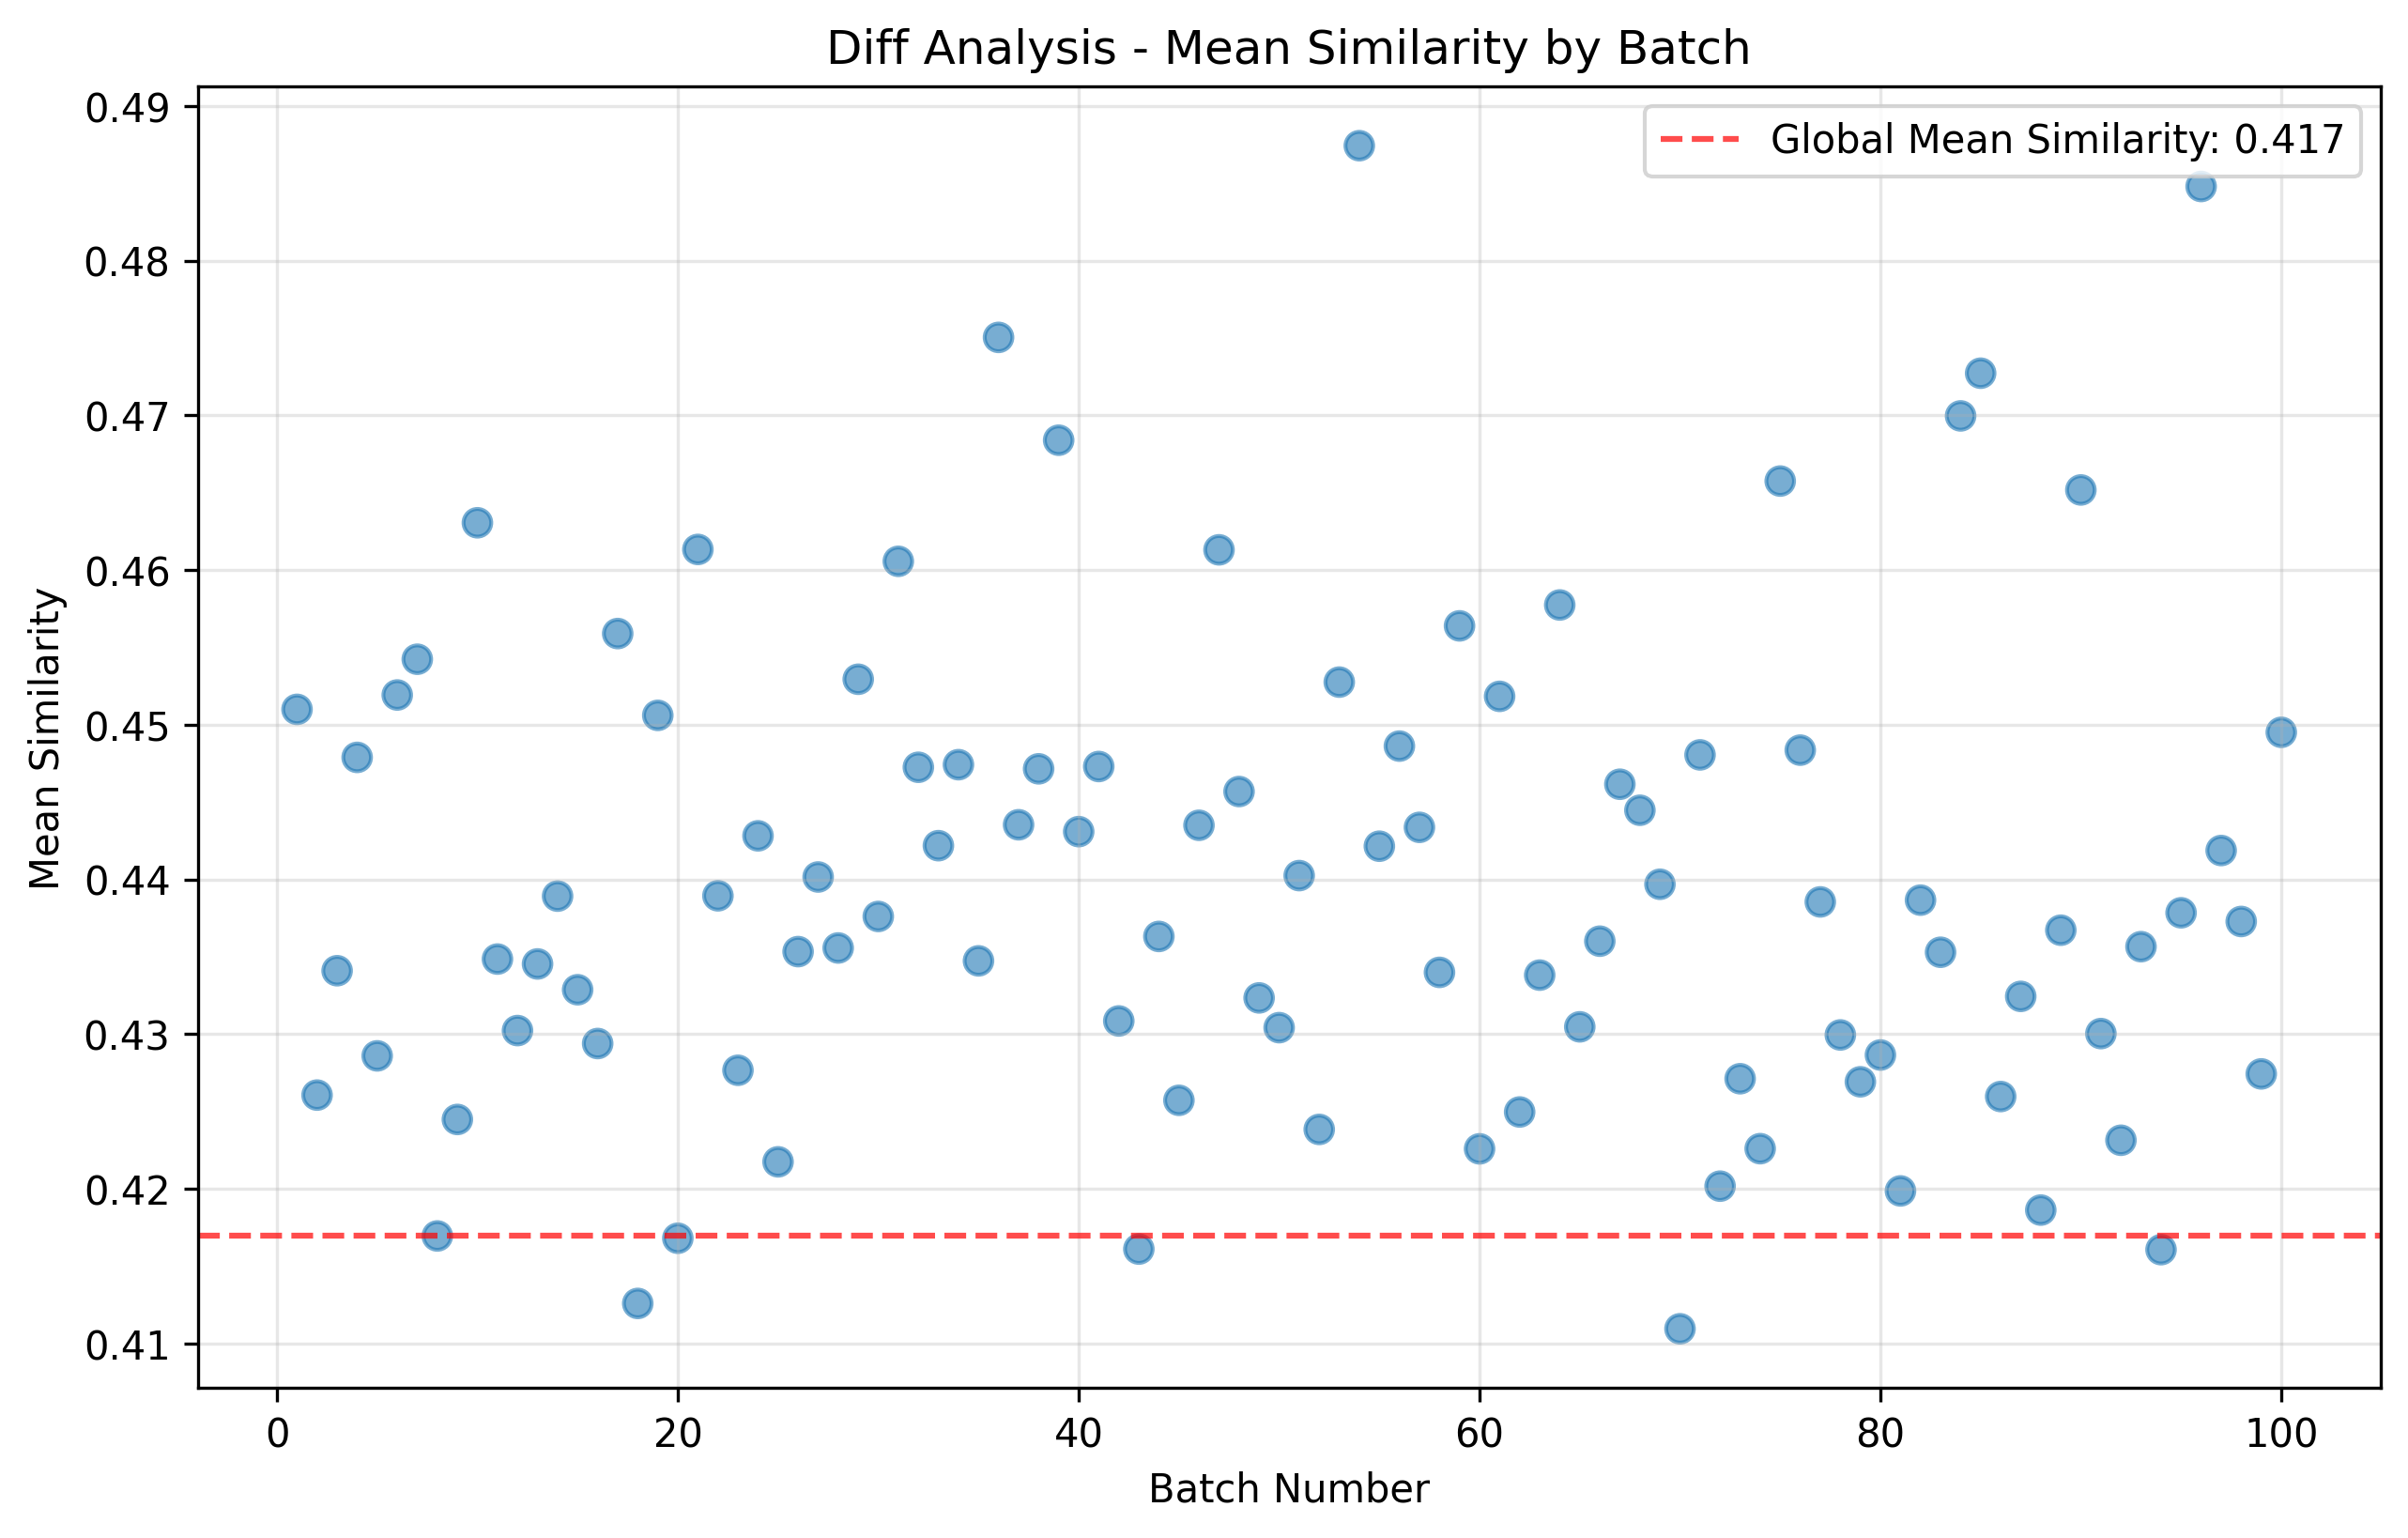 Diff Analysis - Mean Similarity by Batch
Global Mean Similarity: 0.417
Mean Similarity
0.49
0.48
0.47
0.46
0.45
0.44
0.43
0.42
0.41
0 20 40 60 80 100
Batch Number